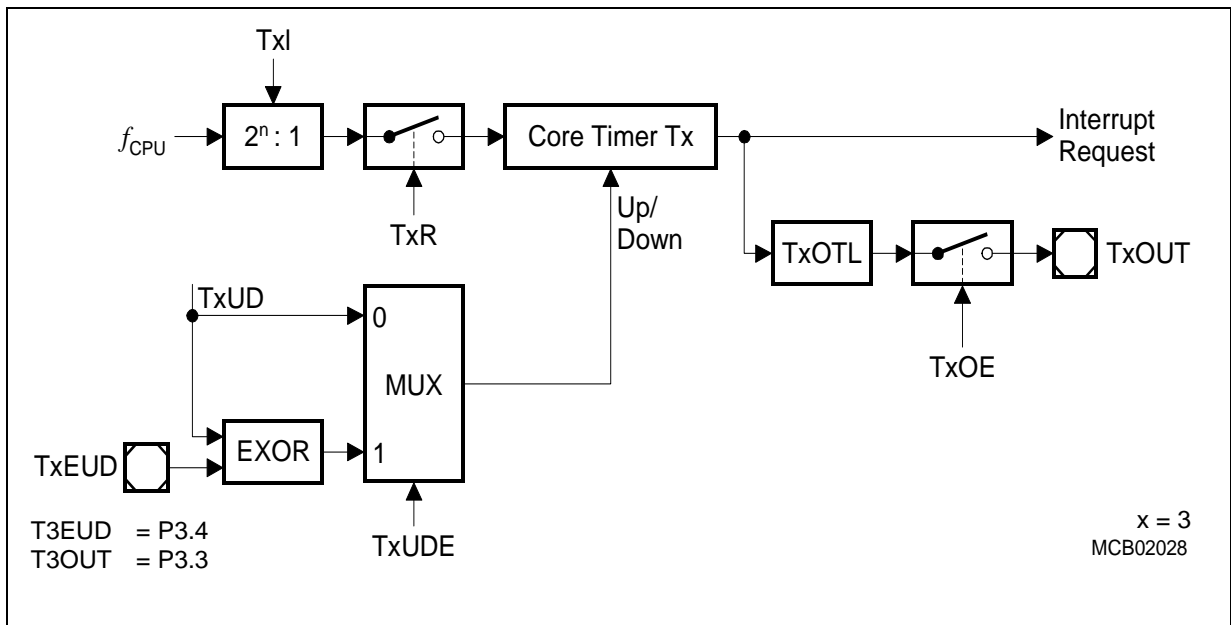 TxI
fCPU
2ⁿ : 1
Core Timer Tx
Interrupt
Request
TxR
Up/
Down
TxOTL
TxOUT
TxUD
0
MUX
TxOE
EXOR
1
TxEUD
TxUDE
T3EUD = P3.4
T3OUT = P3.3
x = 3
MCB02028